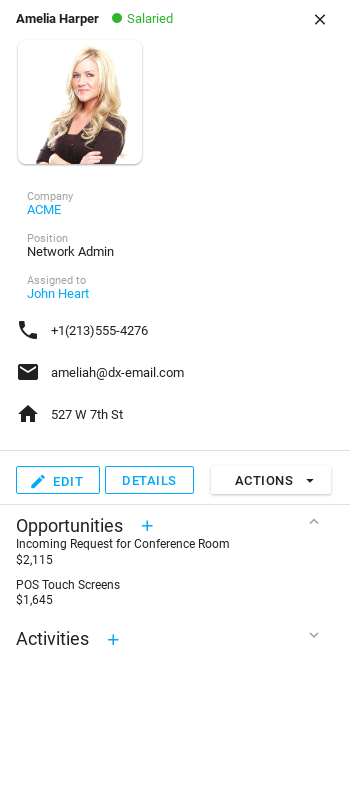 Amelia Harper Salaried
Company
ACME
Position
Network Admin
Assigned to
John Heart
+1(213)555-4276
ameliah@dx-email.com
527 W 7th St
EDIT DETAILS ACTIONS
Opportunities
Incoming Request for Conference Room
$2,115
POS Touch Screens
$1,645
Activities